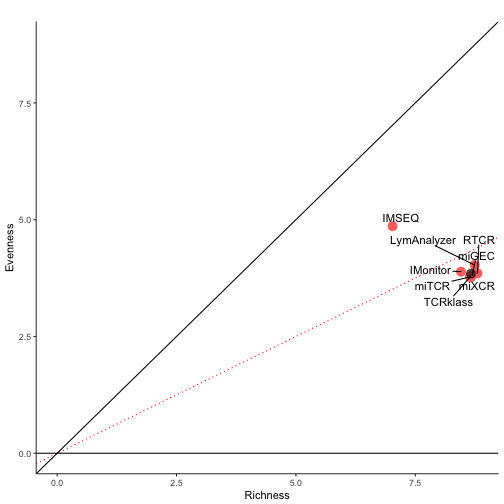 7.5
5.0
2.5
0.0
Evenness
IMSEQ
LymAnalyzer RTCR
miGEC
IMonitor
miTCR miXCR
TCRklass
0.0 2.5 5.0 7.5
Richness